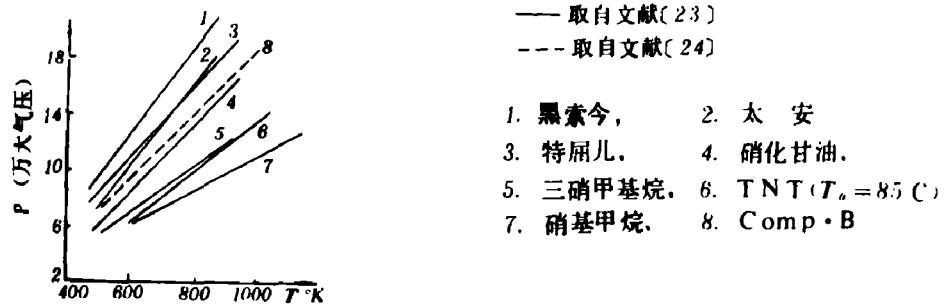 —— 取自文献〔23〕
--- 取自文献〔24〕
1. 黑索今, 2. 太 安
3. 特屈儿. 4. 硝化甘油.
5. 三硝甲基烷. 6. TNT(T₀=85 C)
7. 硝基甲烷. 8. Comp·B
P (万大气压)
18
14
10
6
2
400 600 800 1000 T °K
1
2
3
8
4
5
6
7